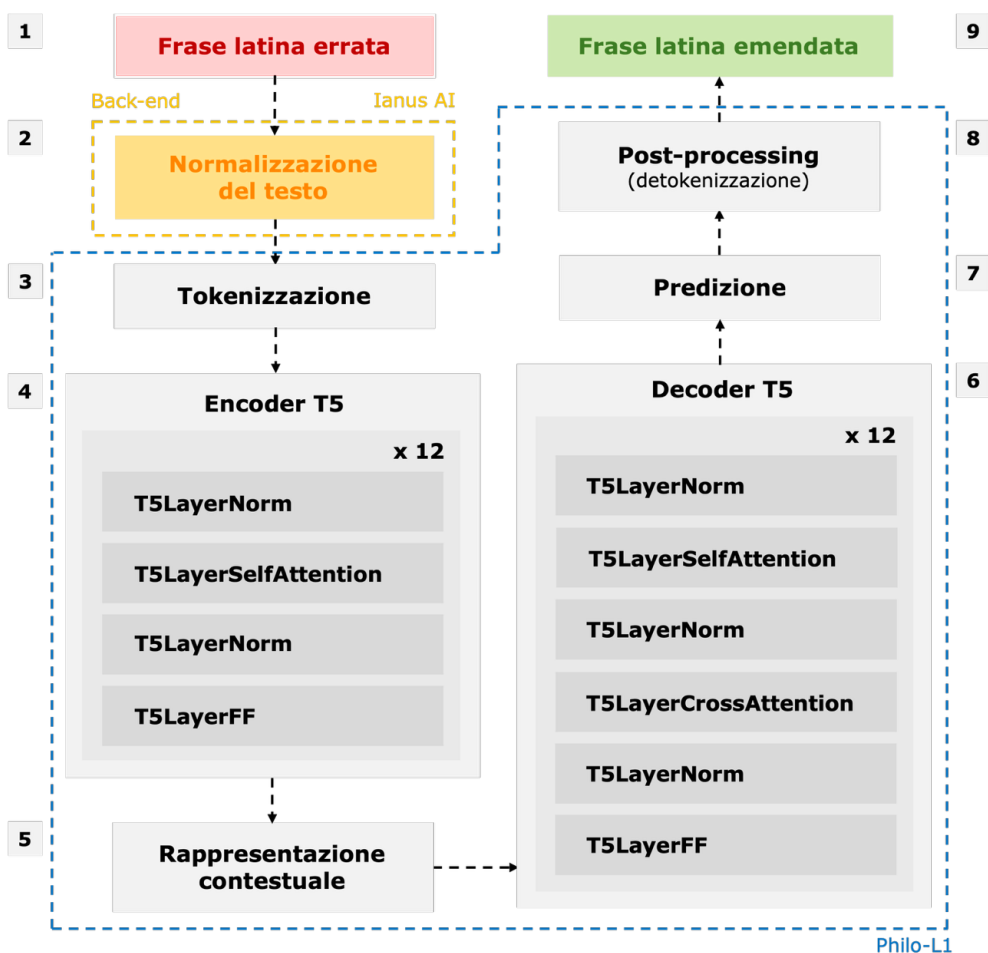 1
Frase latina errata
Back-end
Ianus AI
2
Normalizzazione
del testo
3
Tokenizzazione
4
Encoder T5
x 12
T5LayerNorm
T5LayerSelfAttention
T5LayerNorm
T5LayerFF
5
Rappresentazione
contestuale
6
Decoder T5
x 12
T5LayerNorm
T5LayerSelfAttention
T5LayerNorm
T5LayerCrossAttention
T5LayerNorm
T5LayerFF
7
Predizione
8
Post-processing
(detokenizzazione)
9
Frase latina emendata
Philo-L1